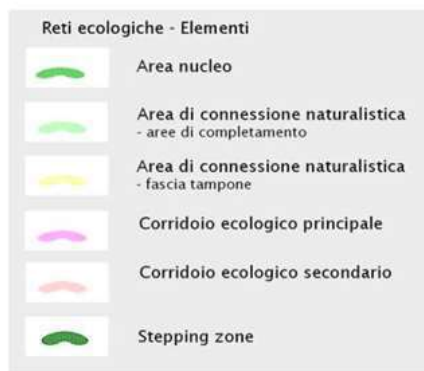 Reti ecologiche - Elementi
Area nucleo
Area di connessione naturalistica
- aree di completamento
Area di connessione naturalistica
- fascia tampone
Corridoio ecologico principale
Corridoio ecologico secondario
Stepping zone